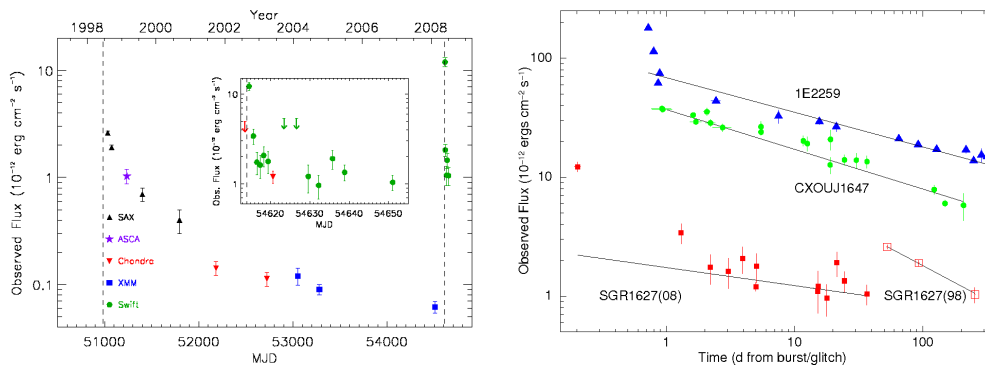 Year
1998
2000
2002
2004
2006
2008
Observed Flux (10⁻¹² erg cm⁻² s⁻¹)
10
1
0.1
51000
52000
53000
54000
MJD
SAX
ASCA
Chandra
XMM
Swift
Obs. Flux (10⁻¹² erg cm⁻² s⁻¹)
10
1
54620
54630
54640
54650
MJD
Observed Flux (10⁻¹² ergs cm⁻² s⁻¹)
100
10
1
1
10
100
Time (d from burst/glitch)
1E2259
CXOUJ1647
SGR1627(08)
SGR1627(98)